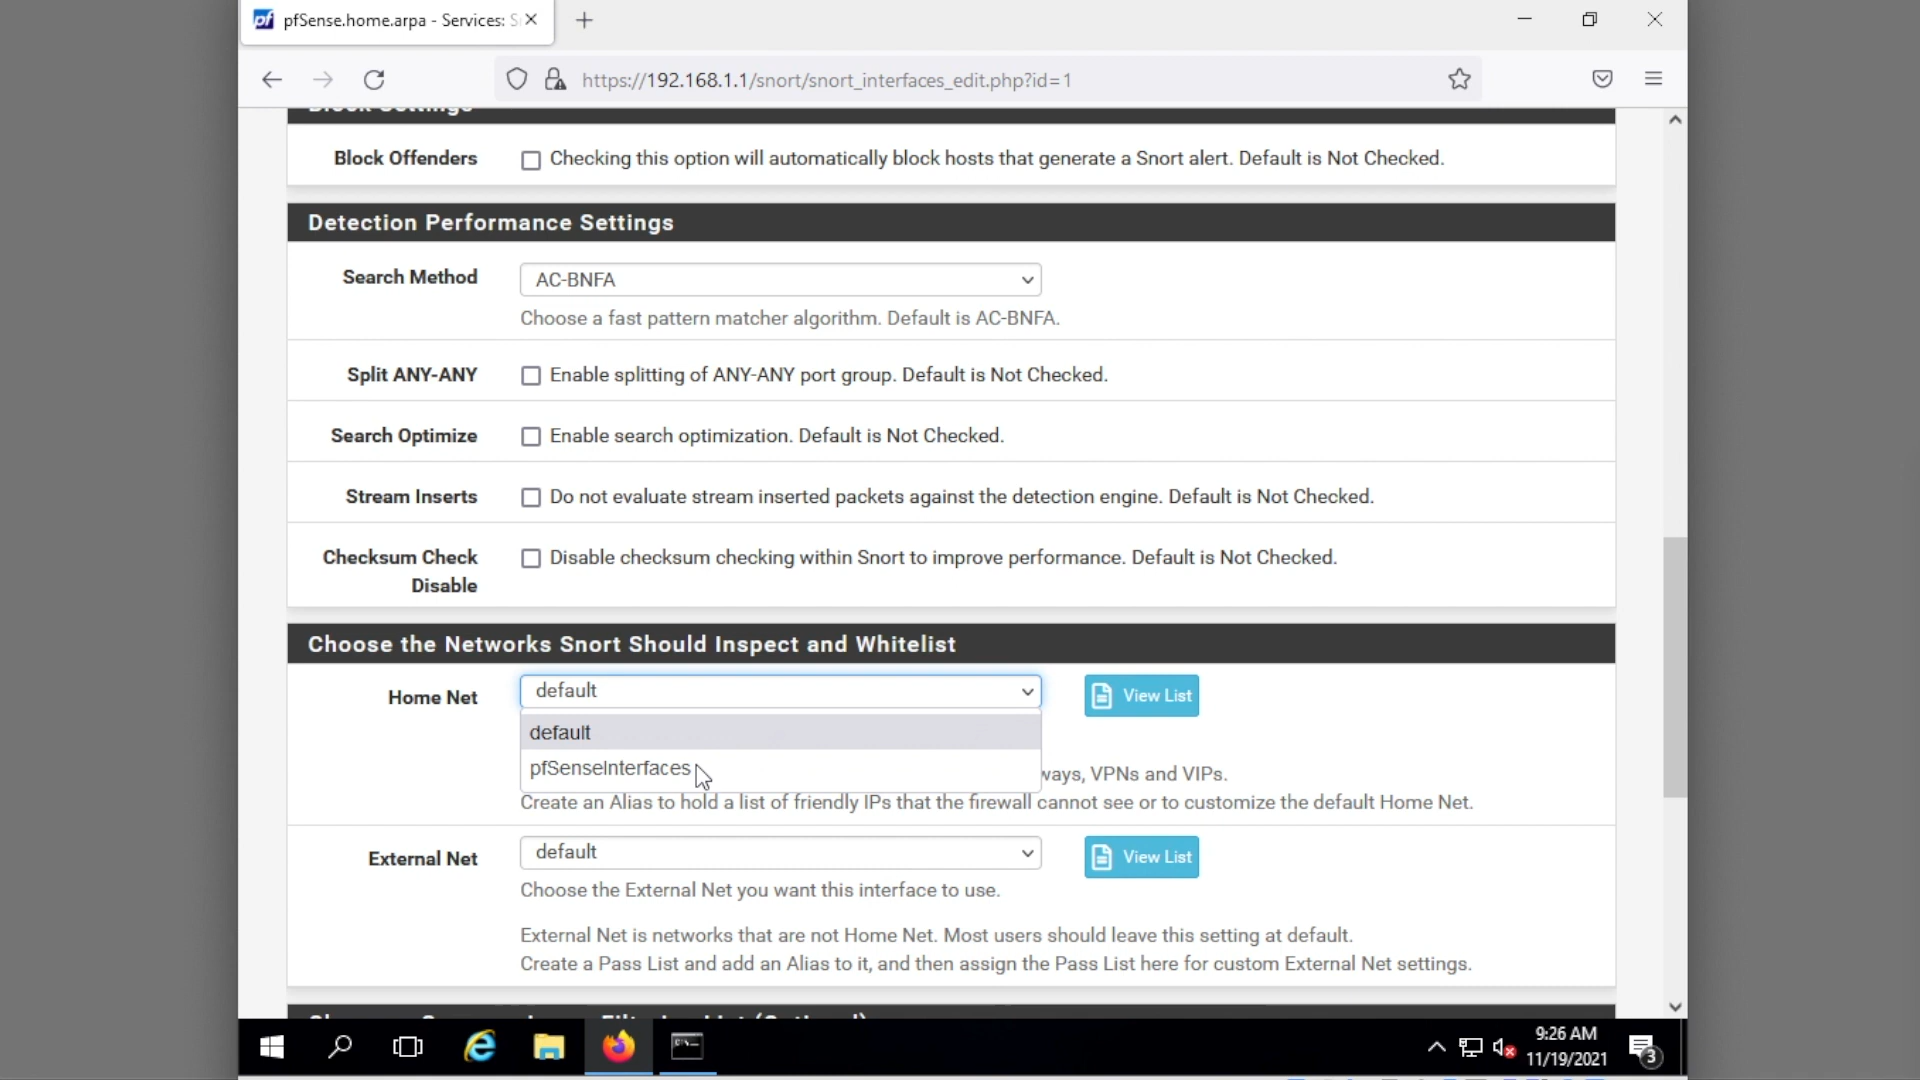 pfSense.home.arpa - Services: S
https://192.168.1.1/snort/snort_interfaces_edit.php?id=1
Block Settings
Block Offenders
Checking this option will automatically block hosts that generate a Snort alert. Default is Not Checked.
Detection Performance Settings
Search Method
AC-BNFA
Choose a fast pattern matcher algorithm. Default is AC-BNFA.
Split ANY-ANY
Enable splitting of ANY-ANY port group. Default is Not Checked.
Search Optimize
Enable search optimization. Default is Not Checked.
Stream Inserts
Do not evaluate stream inserted packets against the detection engine. Default is Not Checked.
Checksum Check
Disable
Disable checksum checking within Snort to improve performance. Default is Not Checked.
Choose the Networks Snort Should Inspect and Whitelist
Home Net
default
View List
default
pfSenseInterfaces
ways, VPNs and VIPs.
Create an Alias to hold a list of friendly IPs that the firewall cannot see or to customize the default Home Net.
External Net
default
View List
Choose the External Net you want this interface to use.
External Net is networks that are not Home Net. Most users should leave this setting at default.
Create a Pass List and add an Alias to it, and then assign the Pass List here for custom External Net settings.
9:26 AM
11/19/2021
3